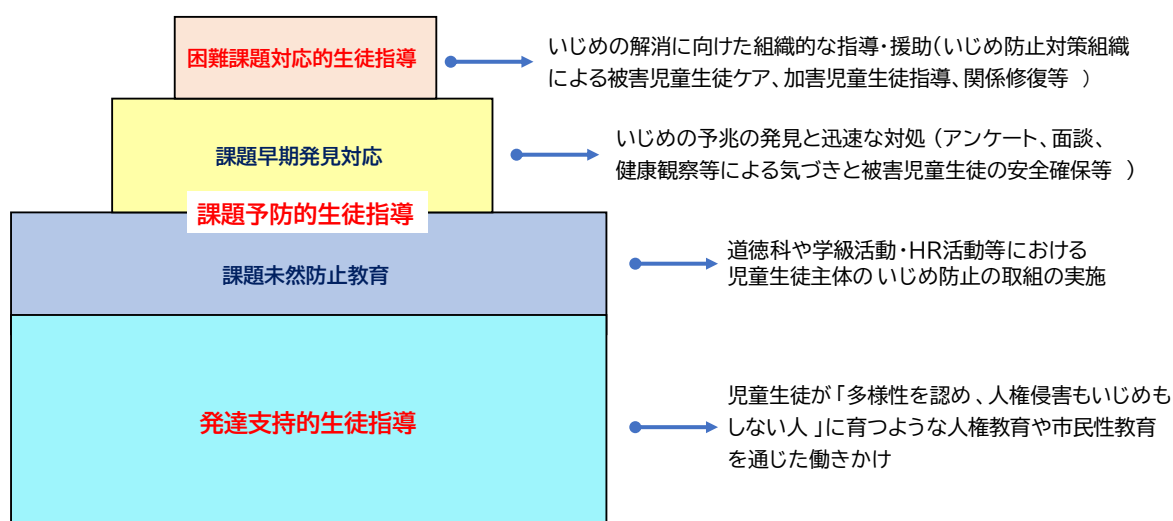 困難課題対応的生徒指導
いじめの解消に向けた組織的な指導・援助(いじめ防止対策組織
による被害児童生徒ケア、加害児童生徒指導、関係修復等 )
課題早期発見対応
いじめの予兆の発見と迅速な対処 (アンケート、面談、
健康観察等による気づきと被害児童生徒の安全確保等 )
課題予防的生徒指導
課題未然防止教育
道徳科や学級活動・HR活動等における
児童生徒主体のいじめ防止の取組の実施
発達支持的生徒指導
児童生徒が「多様性を認め、人権侵害もいじめも
しない人」に育つような人権教育や市民性教育
を通じた働きかけ